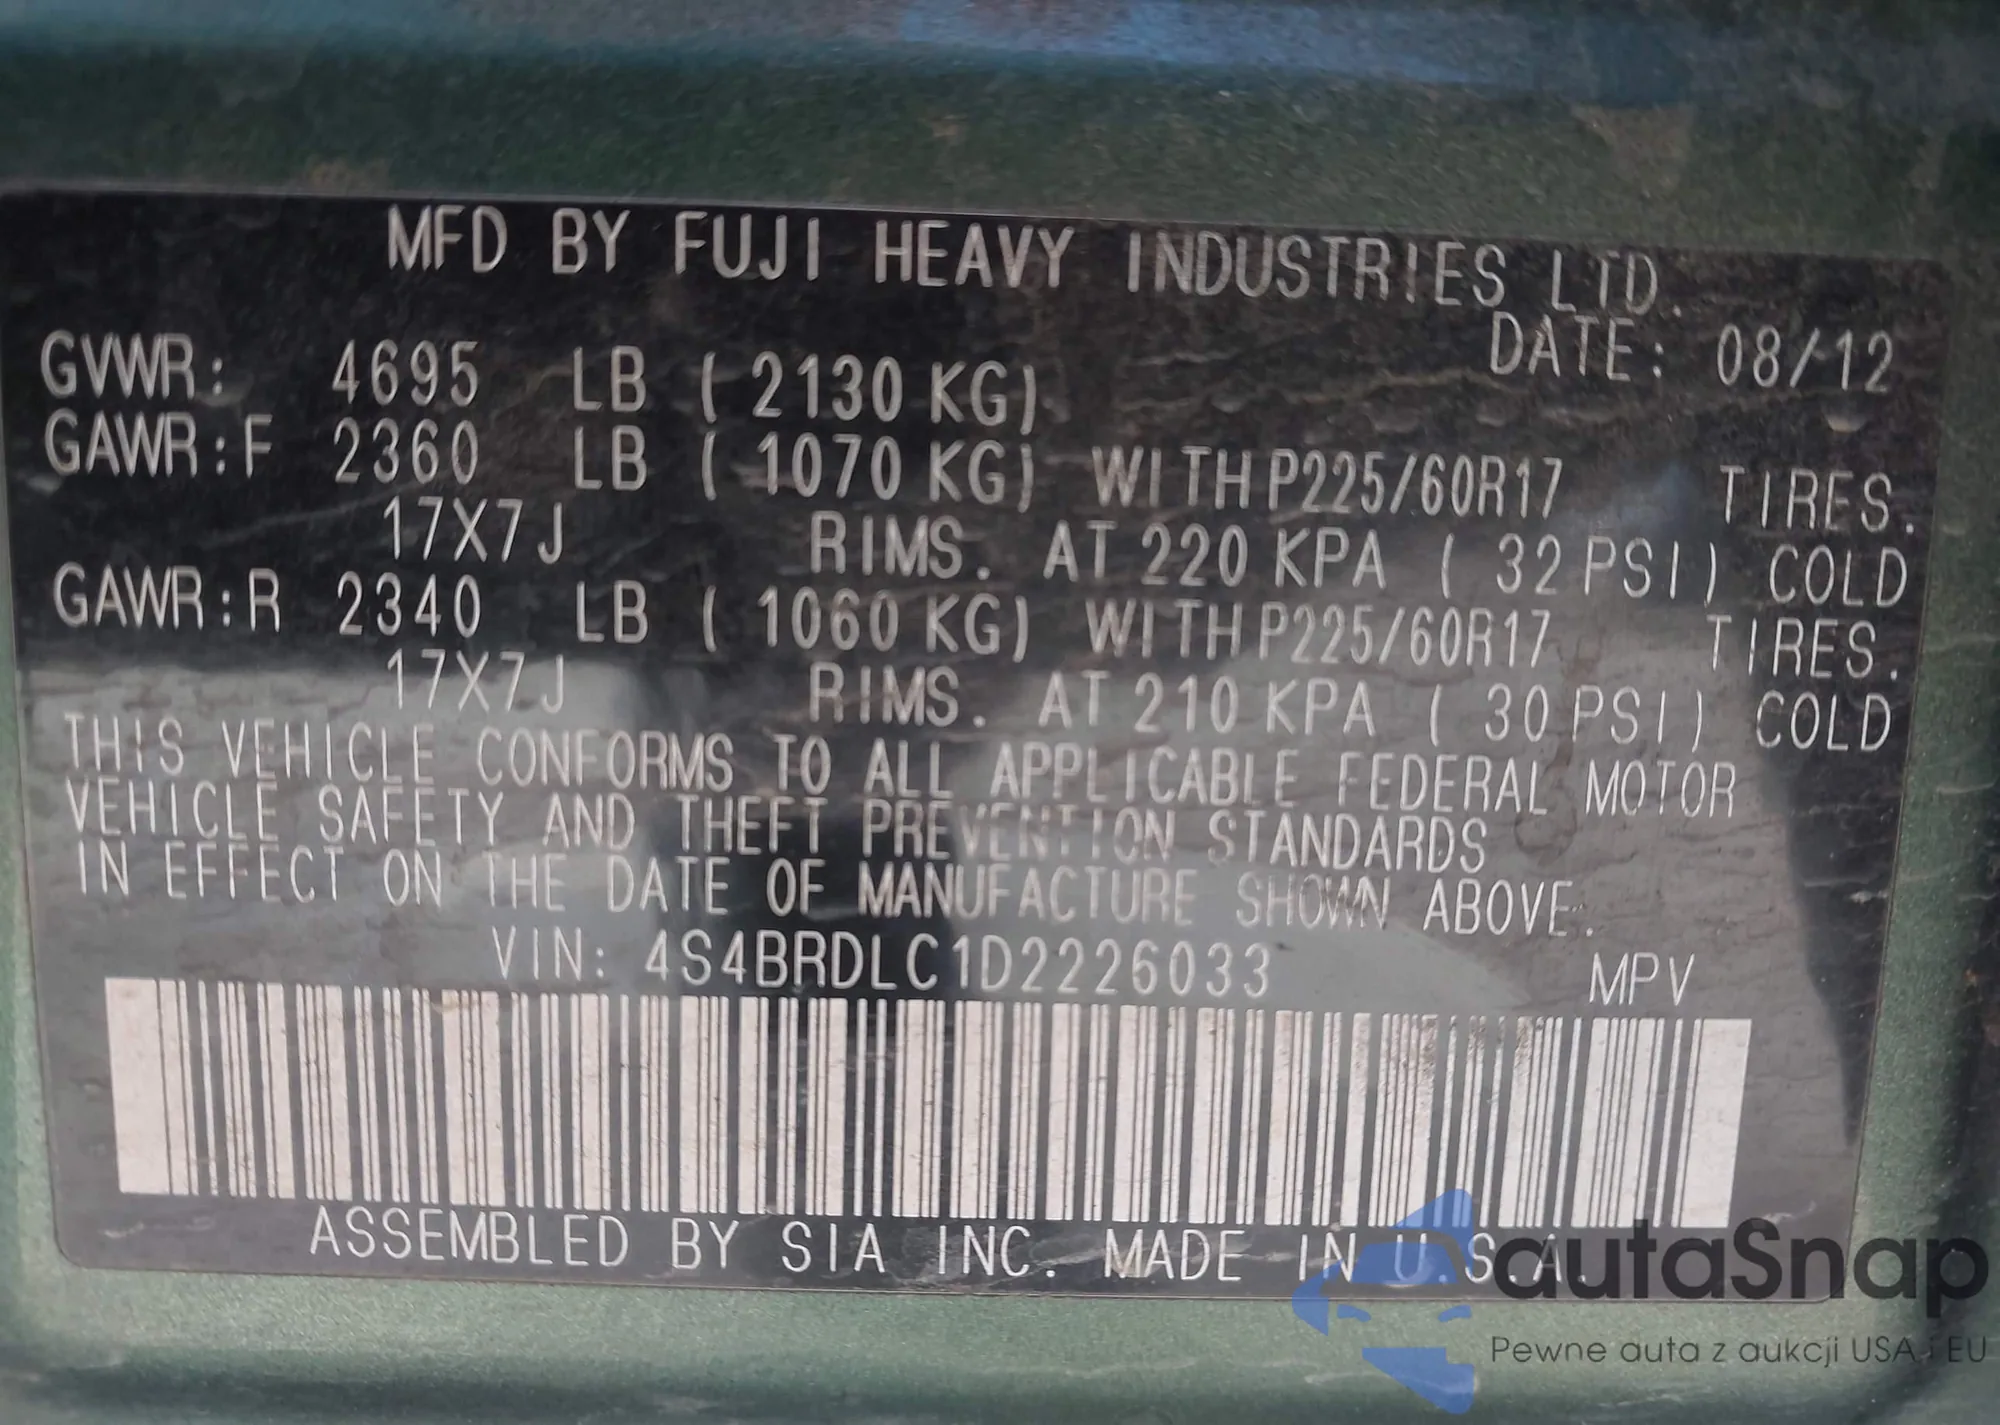 MFD BY FUJI HEAVY INDUSTRIES LTD.
DATE: 08/12
GVWR: 4695 LB ( 2130 KG)
GAWR:F 2360 LB ( 1070 KG) WITH P225/60R17 TIRES.
17X7J RIMS. AT 220 KPA ( 32 PSI) COLD
GAWR:R 2340 LB ( 1060 KG) WITH P225/60R17 TIRES.
17X7J RIMS. AT 210 KPA ( 30 PSI) COLD
THIS VEHICLE CONFORMS TO ALL APPLICABLE FEDERAL MOTOR
VEHICLE SAFETY AND THEFT PREVENTION STANDARDS
IN EFFECT ON THE DATE OF MANUFACTURE SHOWN ABOVE.
VIN: 4S4BRDLC1D2226033 MPV
ASSEMBLED BY SIA INC. MADE IN U.S.A.
autaSnap
Pewne auta z aukcji USA i EU